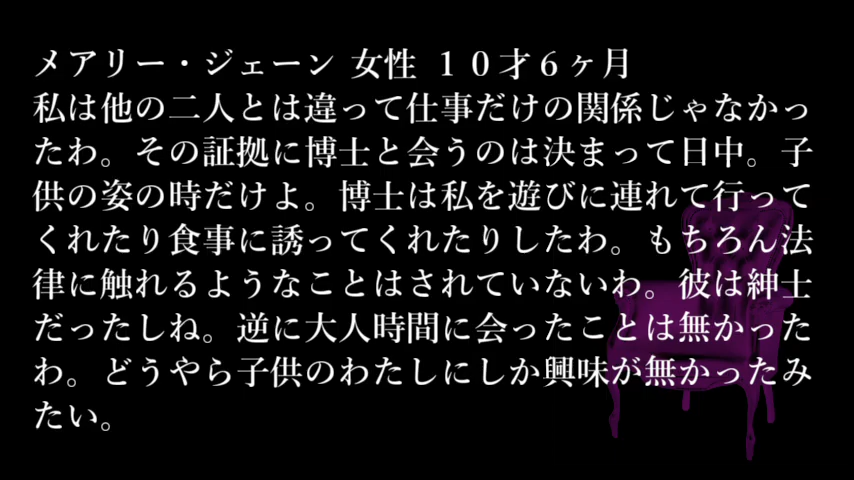 メアリー・ジェーン 女性 １０才６ヶ月
私は他の二人とは違って仕事だけの関係じゃなかっ
たわ。その証拠に博士と会うのは決まって日中。子
供の姿の時だけよ。博士は私を遊びに連れて行って
くれたり食事に誘ってくれたりしたわ。もちろん法
律に触れるようなことはされていないわ。彼は紳士
だったしね。逆に大人時間に会ったことは無かった
わ。どうやら子供のわたしにしか興味が無かったみ
たい。